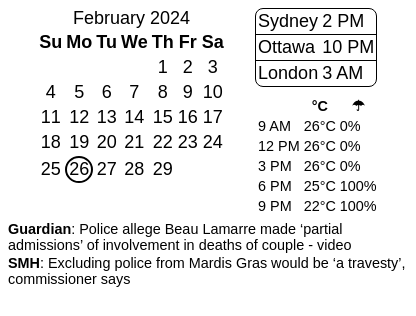 February 2024
Su Mo Tu We Th Fr Sa
1 2 3
4 5 6 7 8 9 10
11 12 13 14 15 16 17
18 19 20 21 22 23 24
25 26 27 28 29
Sydney 2 PM
Ottawa 10 PM
London 3 AM
°C ☂
9 AM 26°C 0%
12 PM 26°C 0%
3 PM 26°C 0%
6 PM 25°C 100%
9 PM 22°C 100%
Guardian: Police allege Beau Lamarre made ‘partial
admissions’ of involvement in deaths of couple - video
SMH: Excluding police from Mardis Gras would be ‘a travesty’,
commissioner says